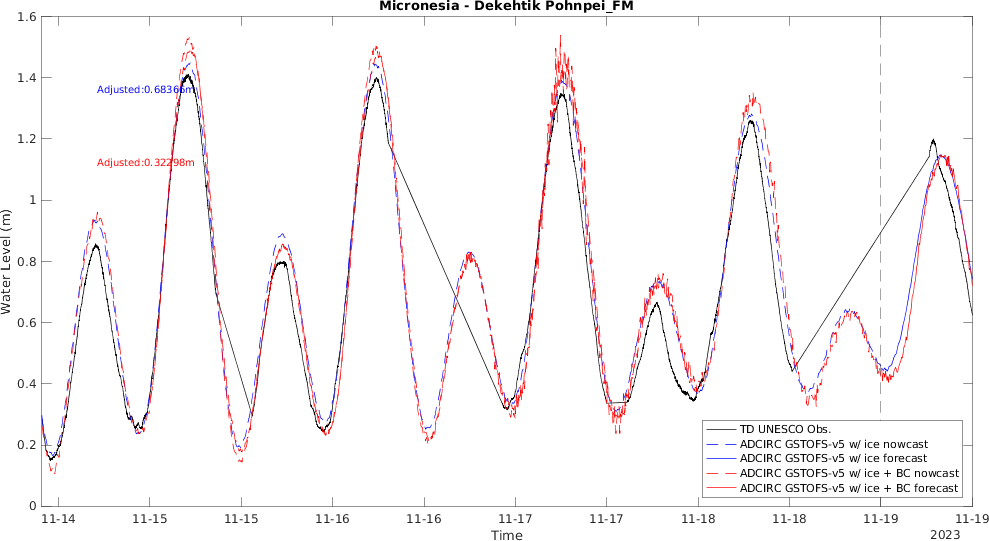 Micronesia - Dekehtik Pohnpei_FM
Water Level (m)
1.6
1.4
1.2
1
0.8
0.6
0.4
0.2
0
Adjusted:0.68366m
Adjusted:0.32298m
TD UNESCO Obs.
ADCIRC GSTOFS-v5 w/ ice nowcast
ADCIRC GSTOFS-v5 w/ ice forecast
ADCIRC GSTOFS-v5 w/ ice + BC nowcast
ADCIRC GSTOFS-v5 w/ ice + BC forecast
11-14 11-15 11-15 11-16 11-16 11-17 11-17 11-18 11-18 11-19 11-19
Time
2023